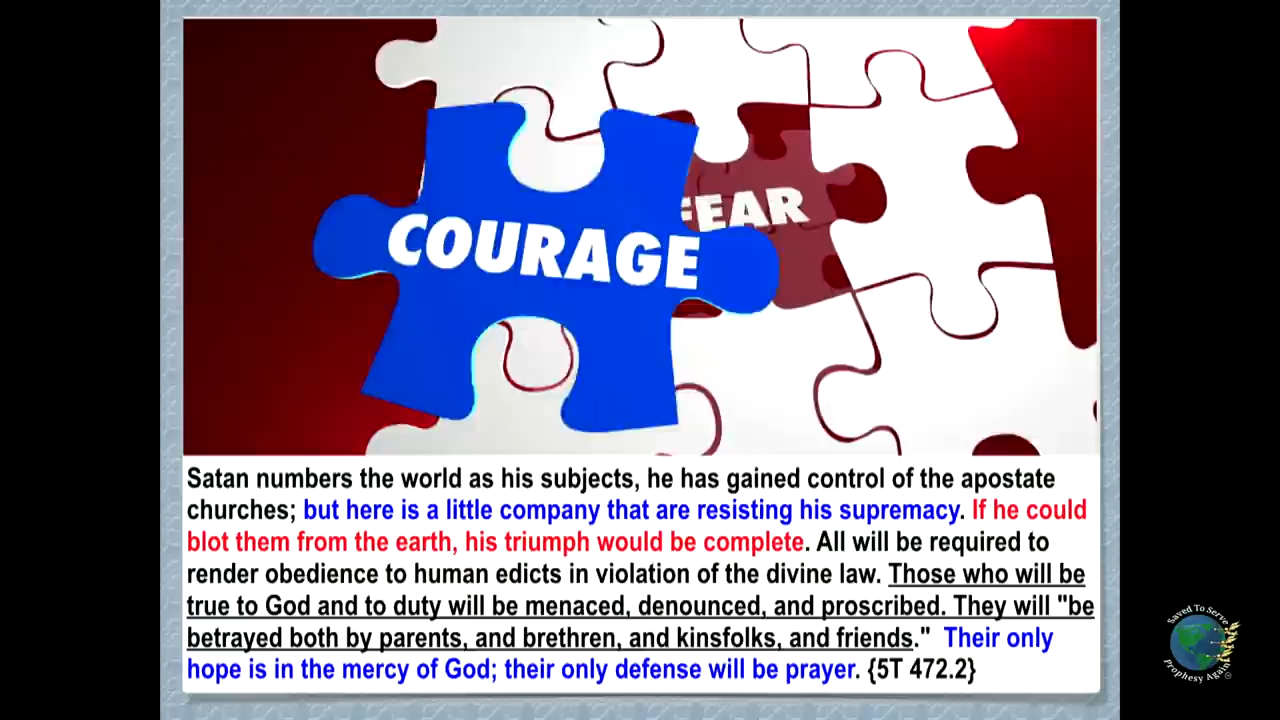 COURAGE
FEAR
Satan numbers the world as his subjects, he has gained control of the apostate
churches; but here is a little company that are resisting his supremacy. If he could
blot them from the earth, his triumph would be complete. All will be required to
render obedience to human edicts in violation of the divine law. Those who will be
true to God and to duty will be menaced, denounced, and proscribed. They will "be
betrayed both by parents, and brethren, and kinsfolks, and friends." Their only
hope is in the mercy of God; their only defense will be prayer. {5T 472.2}
Saved To Serve
Prophesy Again